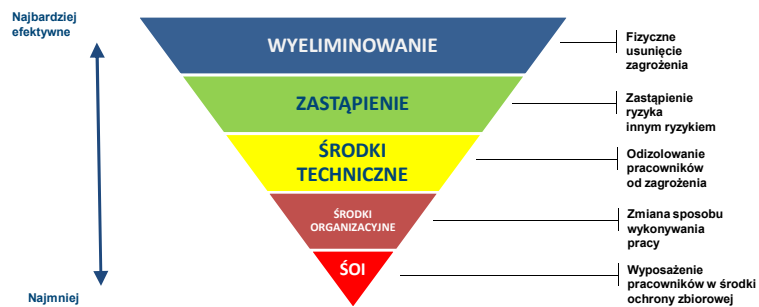 Najbardziej
efektywne
WYELIMINOWANIE
Fizyczne
usunięcie
zagrożenia
ZASTĄPIENIE
Zastąpienie
ryzyka
innym ryzykiem
ŚRODKI
TECHNICZNE
Odizolowanie
pracowników
od zagrożenia
ŚRODKI
ORGANIZACYJNE
Zmiana sposobu
wykonywania
pracy
ŚOI
Wyposażenie
pracowników w środki
ochrony zbiorowej
Najmniej